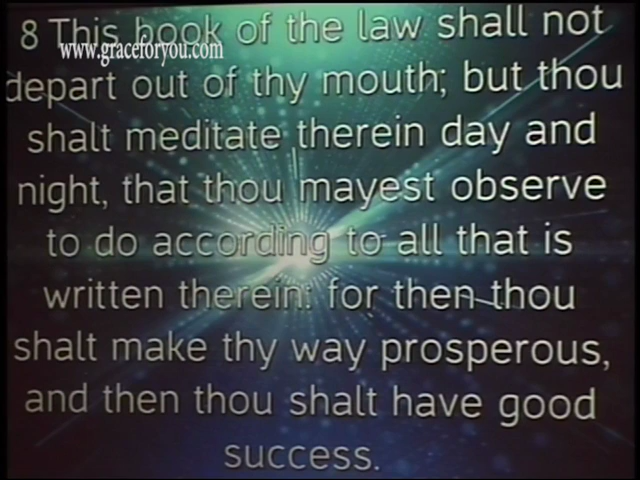 8 This book of the law shall not
www.graceforyou.com
depart out of thy mouth; but thou
shalt meditate therein day and
night, that thou mayest observe
to do according to all that is
written therein: for then thou
shalt make thy way prosperous,
and then thou shalt have good
success.